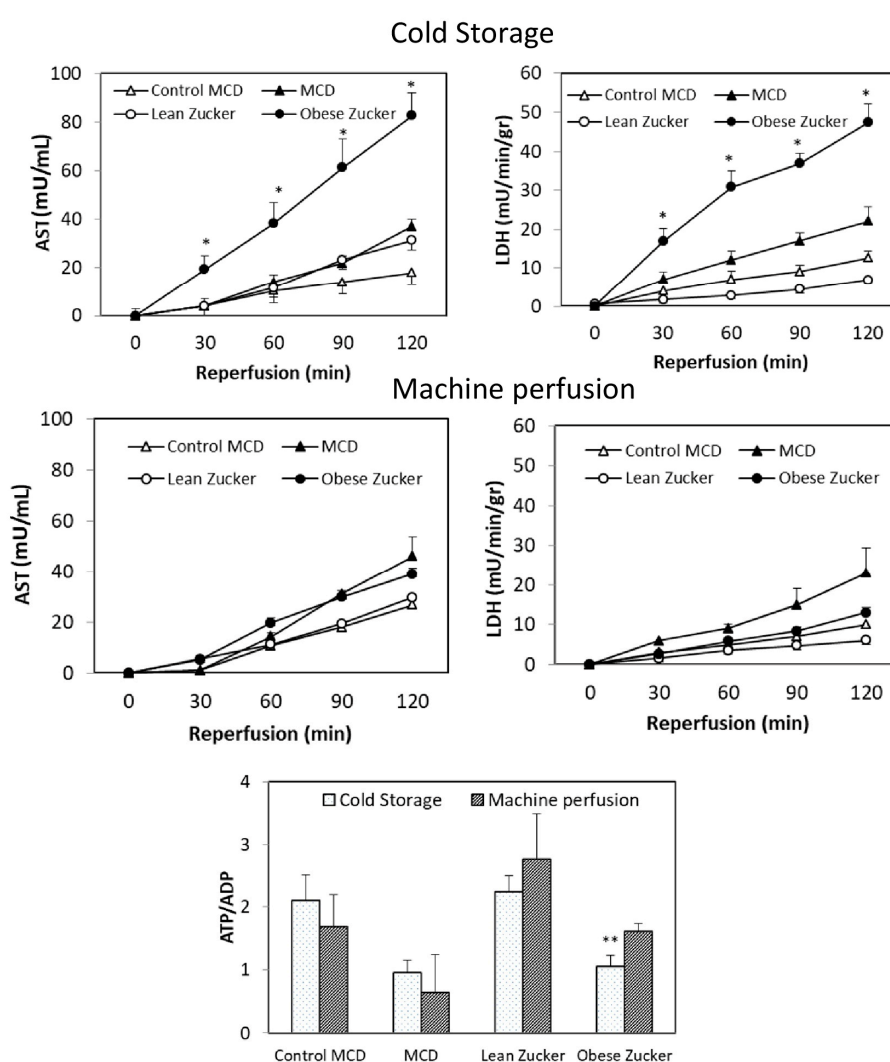 Cold Storage
100
80
60
40
20
0
AST (mU/mL)
Control MCD
MCD
Lean Zucker
Obese Zucker
*
*
*
*
0 30 60 90 120
Reperfusion (min)
60
50
40
30
20
10
0
LDH (mU/min/gr)
Control MCD
MCD
Lean Zucker
Obese Zucker
*
*
*
*
0 30 60 90 120
Reperfusion (min)
Machine perfusion
100
80
60
40
20
0
AST (mU/mL)
Control MCD
MCD
Lean Zucker
Obese Zucker
0 30 60 90 120
Reperfusion (min)
60
50
40
30
20
10
0
LDH (mU/min/gr)
Control MCD
MCD
Lean Zucker
Obese Zucker
0 30 60 90 120
Reperfusion (min)
4
3
2
1
0
ATP/ADP
Cold Storage
Machine perfusion
**
Control MCD MCD Lean Zucker Obese Zucker